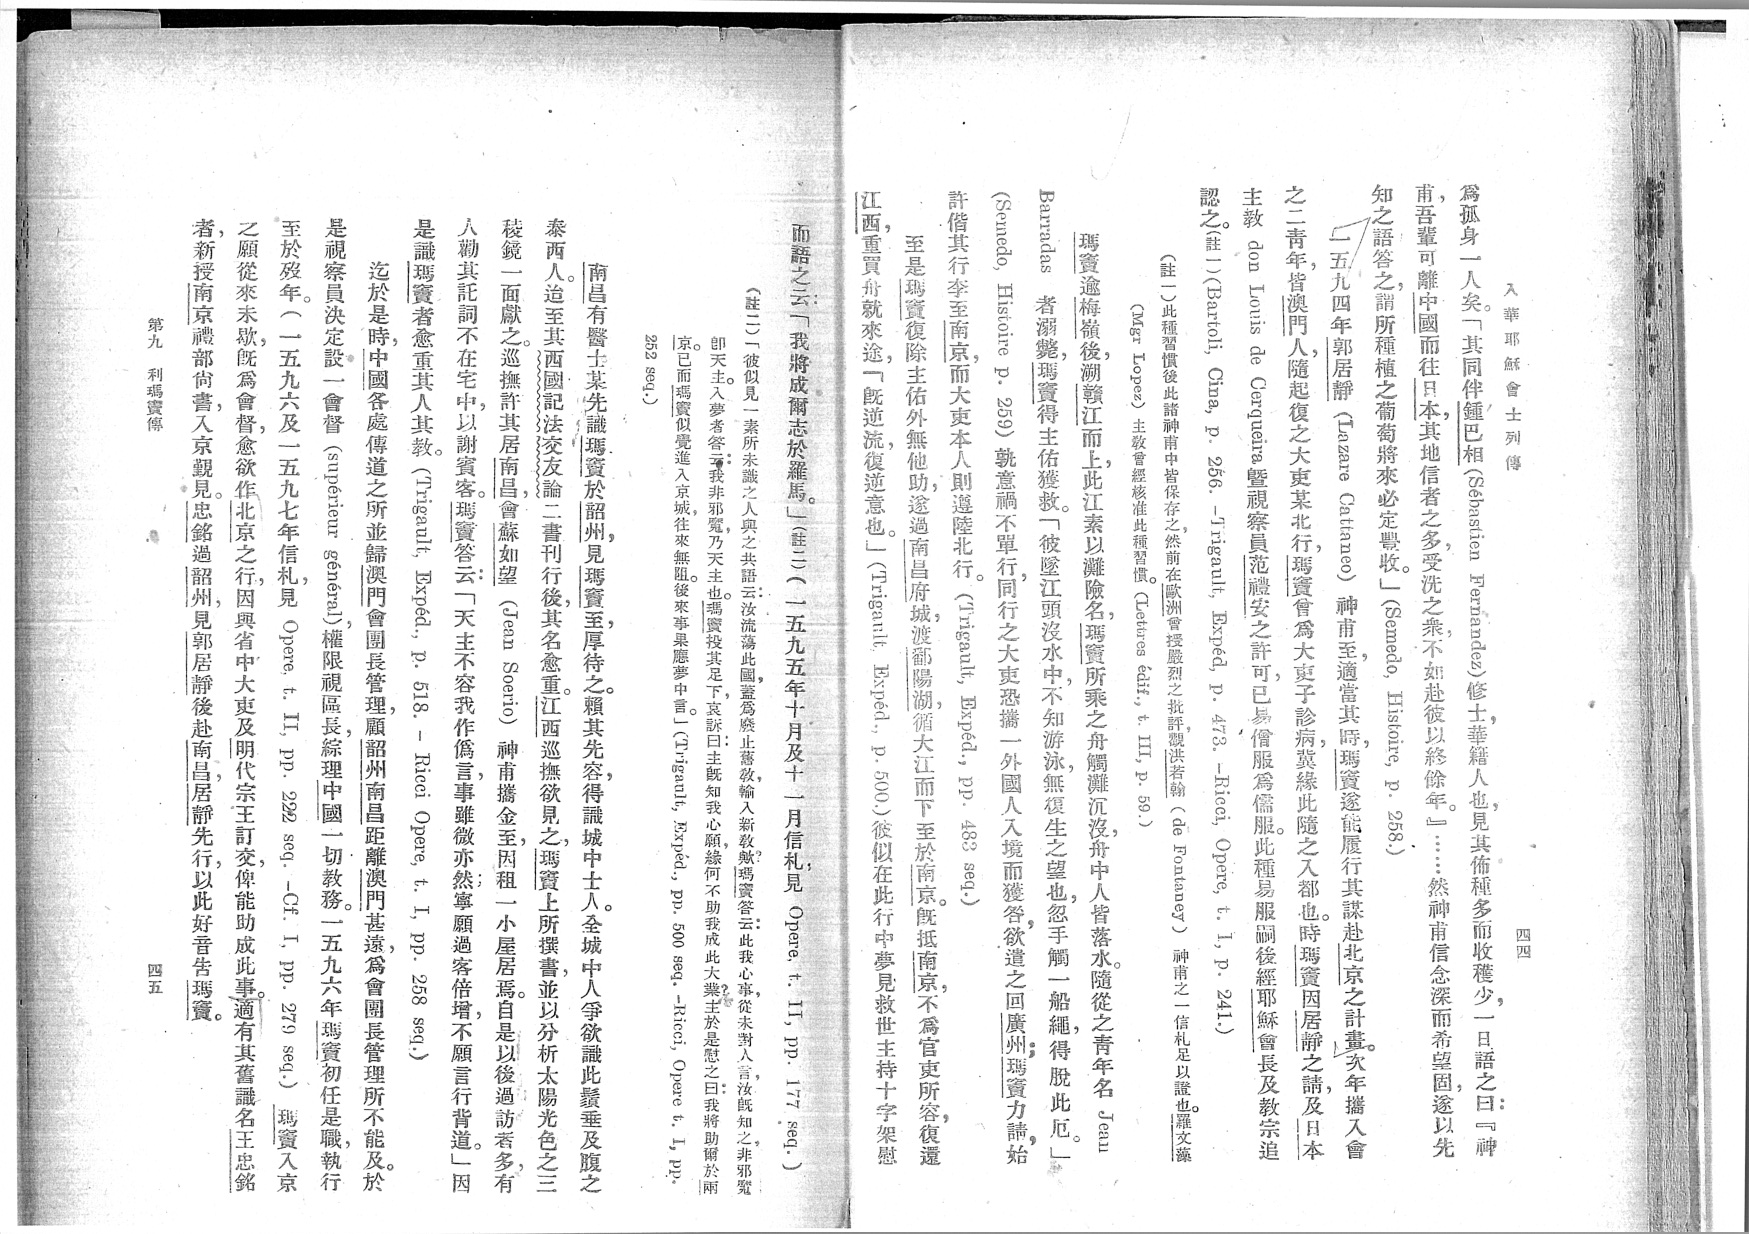 入華耶穌會士列傳
四四
爲孤身一人矣。「其同伴鍾巴相(Sébastien Fernandez)修士,華籍人也,見其佈種多而收穫少,一日語之曰:『神
甫,吾輩可離中國而往日本,其地信者之多,受洗之衆,不如赴彼以終餘年。』……然神甫信念深而希望固,遂以先
知之語答之,謂所種植之葡萄將來必定豐收。」(Semedo, Histoire, p. 258.)
一五九四年郭居靜 (Lazare Cattaneo) 神甫至,適當其時,瑪竇遂能履行其謀赴北京之計畫。次年攜入會
之二青年,皆澳門人,隨起復之大吏某北行,瑪竇曾爲大吏子診病,冀緣此隨之入都也。時瑪竇因居靜之請,及日本
主教 don Louis de Cerqueira 暨視察員范禮安之許可,已易僧服爲儒服。此種易服嗣後經耶穌會長及教宗追
認之。(註一)(Bartoli, Cina, p. 256. –Trigault, Expéd, p. 473. –Ricci, Opere, t. I, p. 241.)
(註一)此種習慣後此諸神甫中皆保存之,然前在歐洲曾授嚴烈之批評,觀洪若翰 (de Fontaney) 神甫之一信札足以證也。羅文藻
(Mgr Lopez) 主教曾經核准此種習慣。(Lettres édif., t. III, p. 59.)
瑪竇逾梅嶺後,溯贛江而上,此江素以灘險名,瑪竇所乘之舟觸灘沉沒,舟中人皆落水。隨從之青年名 Jean
Barradas 者溺斃,瑪竇得主佑獲救。「彼墜江頭沒水中,不知游泳,無復生之望也,忽手觸一船繩,得脫此厄。」
(Semedo, Histoire p. 259) 孰意禍不單行,同行之大吏恐攜一外國人入境而獲咎,欲遣之回廣州;瑪竇力請,始
許偕其行李至南京,而大吏本人則遵陸北行。(Trigault, Expéd., pp. 483 seq.)
至是瑪竇復除主佑外無他助,遂過南昌府城,渡鄱陽湖,循大江而下,至於南京。既抵南京,不爲官吏所容,復還
江西,重買舟就來途,「既逆流,復逆意也。」(Trigault, Expéd., p. 500.)彼似在此行中夢見救世主持十字架慰
而語之云:「我將成爾志於羅馬。」(註二)(一五九五年十月及十一月信札,見 Opere, t. II, pp. 177 seq.)
(註二)「彼似見一素所未識之人與之共語云:汝流蕩此國,蓋爲廢止舊教,輸入新教歟?瑪竇答云:此我心事,從未對人言,汝既知之,非邪魔
卽天主。入夢者答云:我非邪魔,乃天主也。瑪竇投其足下,哀訴曰:主既知我心願,緣何不助我成此大業?主於是慰之曰:我將助爾於兩
京。已而瑪竇似覺進入京城,往來無阻,後來事果應夢中言。」(Trigault, Expéd., pp. 500 seq. –Ricci, Opere t. I, pp.
252 seq.)
南昌有醫士某,先識瑪竇於韶州,見瑪竇至,厚待之。賴其先容,得識城中士人。全城中人爭欲識此鬚垂及腹之
泰西人。迨至其西國記法交友論二書刊行後,其名愈重。江西巡撫欲見之,瑪竇上所撰書,並以分析太陽光色之三
稜鏡一面獻之。巡撫許其居南昌,會蘇如望 (Jean Soerio) 神甫攜金至,因租一小屋居焉。自是以後,過訪者多,有
人勸其託詞不在宅中,以謝賓客。瑪竇答云:「天主不容我作僞言,事雖微亦然;寧願過客倍增,不願言行背道。」因
是識瑪竇者愈重其人其教。(Trigault, Expéd., p. 518. – Ricci Opere, t. I, pp. 258 seq.)
迄於是時,中國各處傳道之所並歸澳門會團長管理,顧韶州南昌距離澳門甚遠,爲會團長管理所不能及。於
是視察員決定設一會督 (supérieur général),權限視區長,綜理中國一切教務。一五九六年瑪竇初任是職,執行
至於歿年。(一五九六及一五九七年信札,見 Opere, t. II, pp. 222 seq. –Cf. I, pp. 279 seq.) 瑪竇入京
之願從來未歇,既爲會督,愈欲作北京之行,因與省中大吏及明代宗王訂交,俾能助成此事。適有其舊識名王忠銘
者,新授南京禮部尚書,入京覲見。忠銘過韶州,見郭居靜後,赴南昌,居靜先行,以此好音告瑪竇。
第九 利瑪竇傳
四五